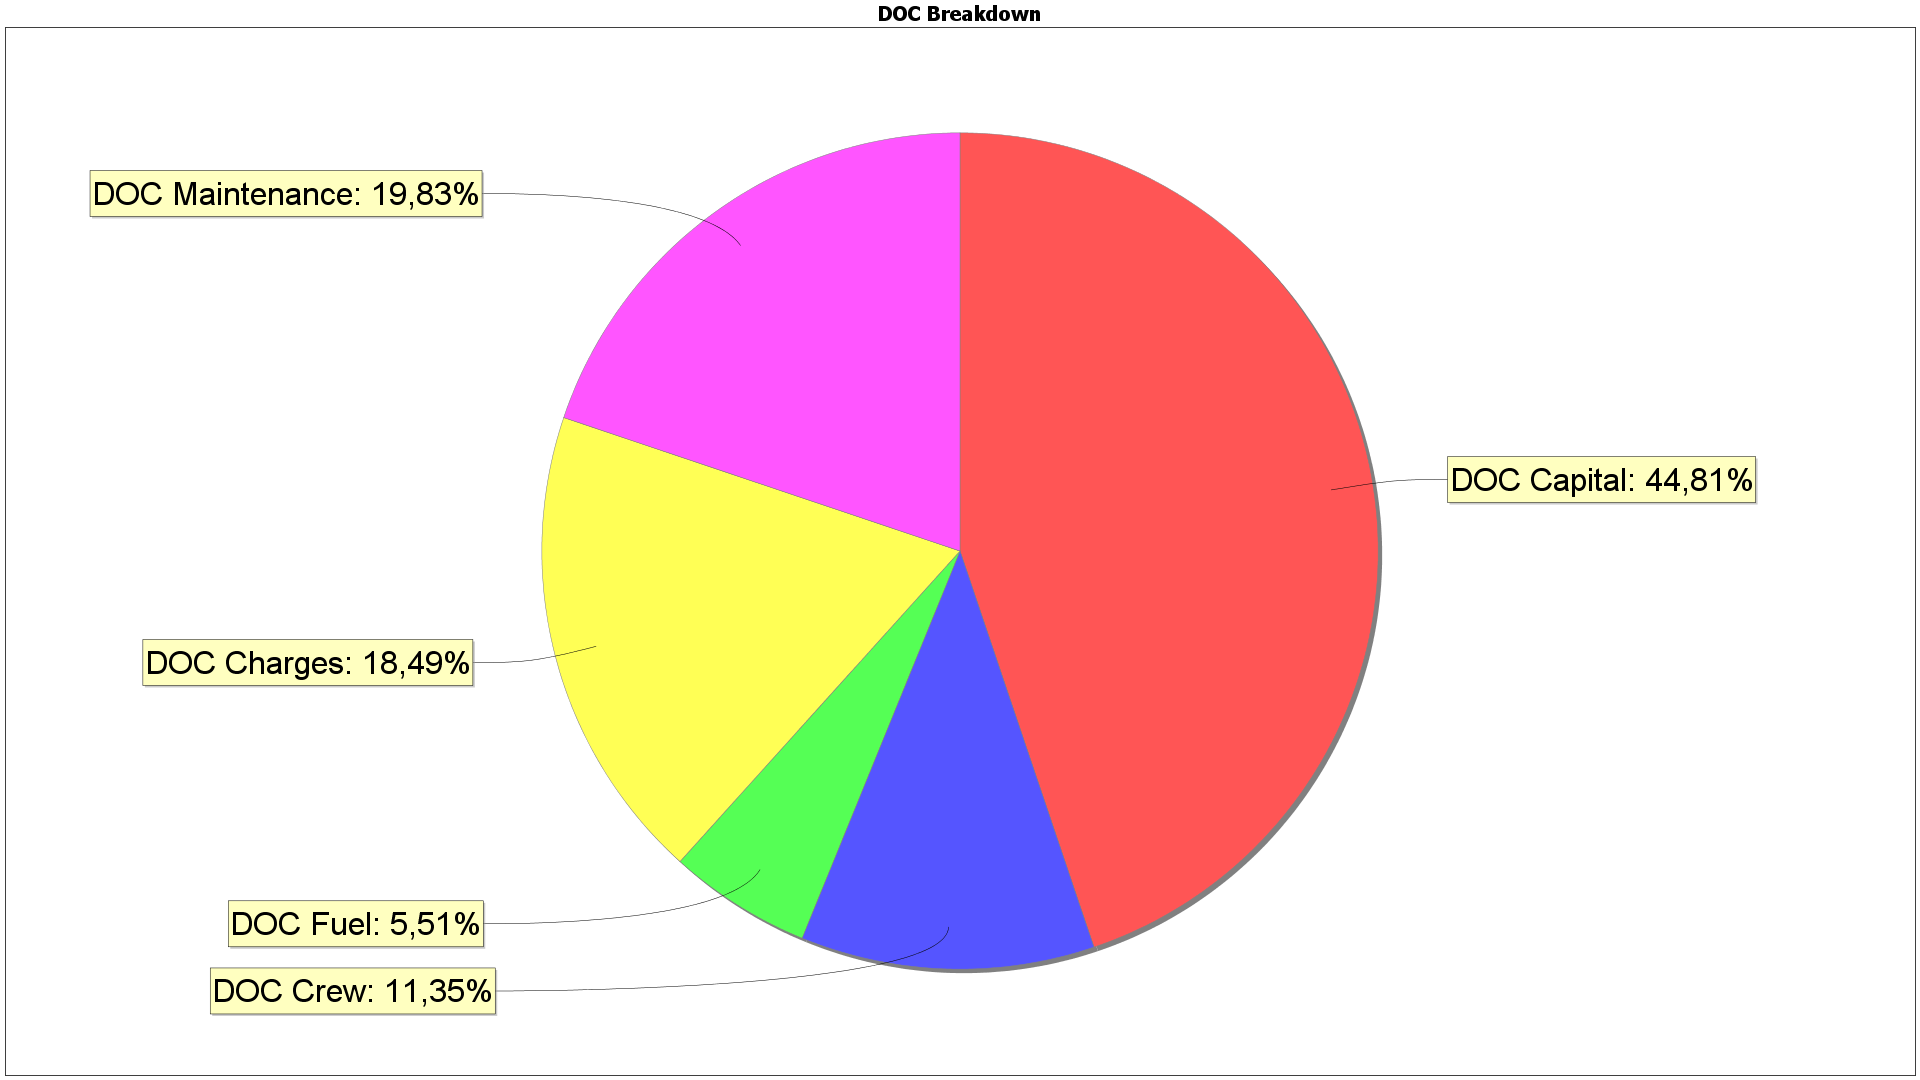 DOC Breakdown
DOC Maintenance: 19,83%
DOC Capital: 44,81%
DOC Charges: 18,49%
DOC Fuel: 5,51%
DOC Crew: 11,35%